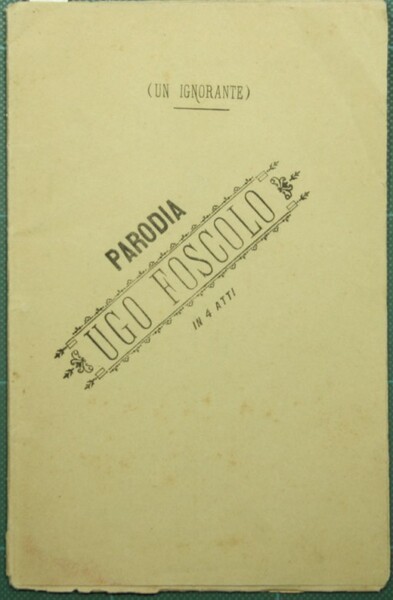 (UN IGNORANTE)
PARODIA
UGO FOSCOLO
IN 4 ATTI